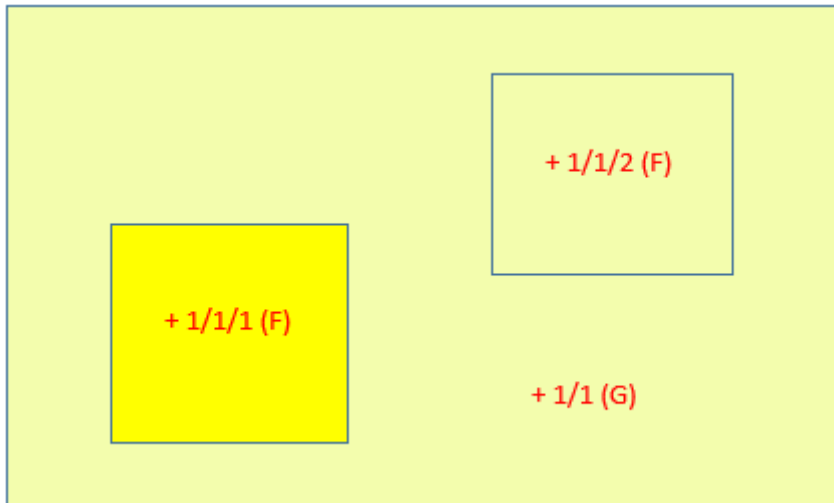 + 1/1/2 (F)
+ 1/1/1 (F)
+ 1/1 (G)